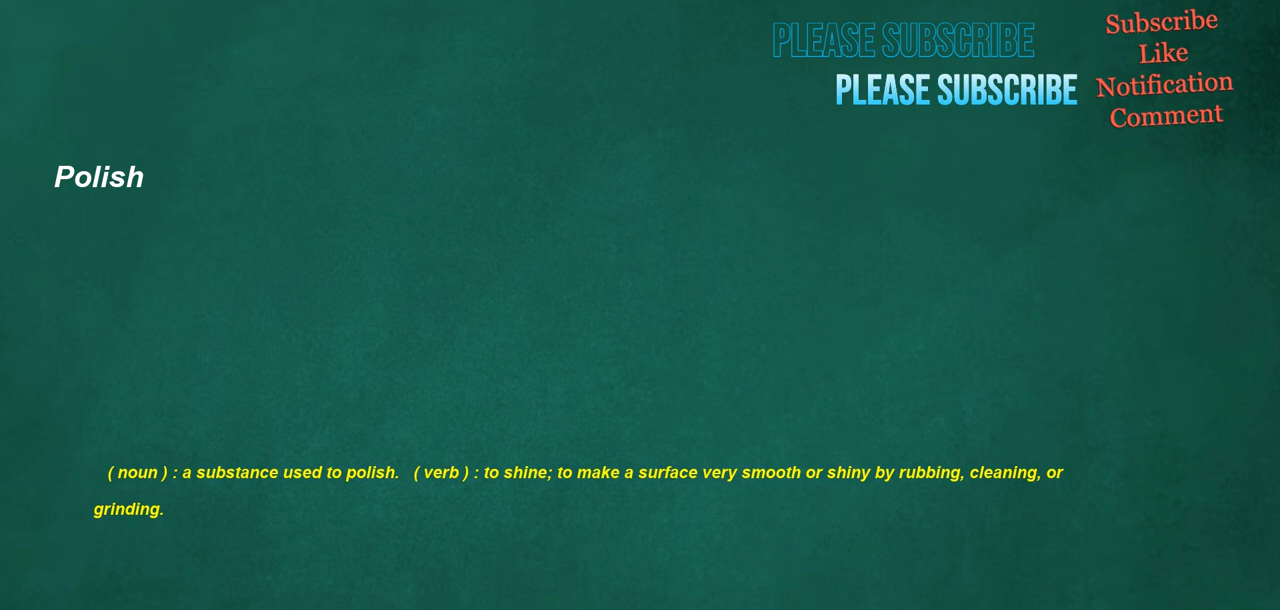 PLEASE SUBSCRIBE
PLEASE SUBSCRIBE
Subscribe
Like
Notification
Comment
Polish
( noun ) : a substance used to polish. ( verb ) : to shine; to make a surface very smooth or shiny by rubbing, cleaning, or
grinding.